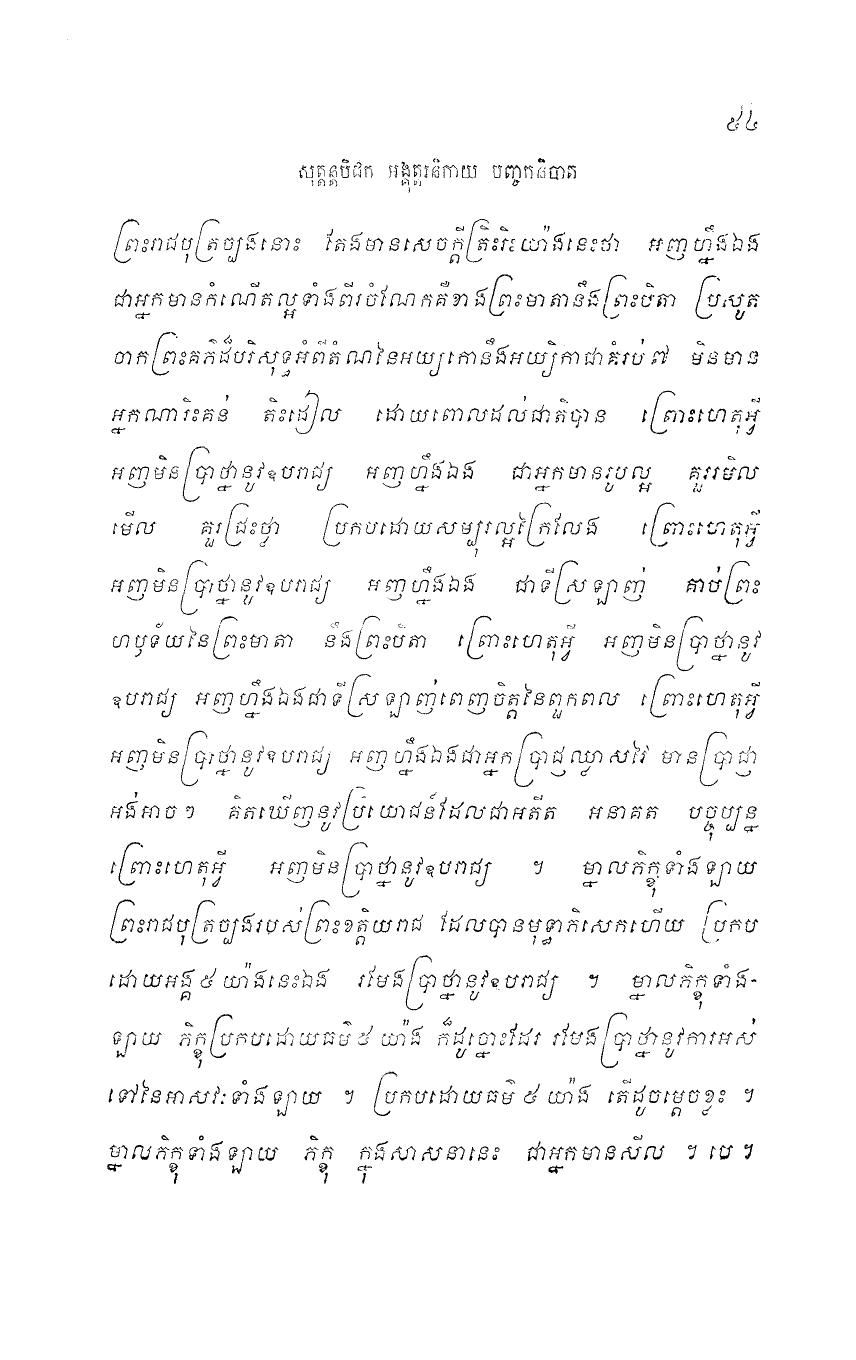 ៩៤
សុត្តន្តបិដក អង្គុត្តរនិកាយ បញ្ចកនិបាត
ព្រះរាជបុត្រច្បងនោះ តែងមានសេចក្តីត្រិះរិះយ៉ាងនេះថា អញហ្នឹងឯង
ជាអ្នកមានកំណើតល្អទាំងពីរចំណែកគឺខាងព្រះមាតានឹងព្រះបិតា ប្រសូត
ចាកព្រះគភ៌ដ៏បរិសុទ្ធអំពីតំណនៃអយ្យកោនឹងអយ្យិកាជាគំរប់៧ មិនមាន
អ្នកណារិះគន់ តិះដៀល ដោយពោលដល់ជាតិបាន ព្រោះហេតុអ្វី
អញមិនប្រាថ្នានូវឧបរាជ្យ អញហ្នឹងឯង ជាអ្នកមានរូបល្អ គួររមិល
មើល គួរជ្រះថ្លា ប្រកបដោយសម្បុរល្អក្រៃលែង ព្រោះហេតុអ្វី
អញមិនប្រាថ្នានូវឧបរាជ្យ អញហ្នឹងឯង ជាទីស្រឡាញ់ គាប់ព្រះ
ហឫទ័យនៃព្រះមាតា នឹងព្រះបិតា ព្រោះហេតុអ្វី អញមិនប្រាថ្នានូវ
ឧបរាជ្យ អញហ្នឹងឯងជាទីស្រឡាញ់ពេញចិត្តនៃពួកពល ព្រោះហេតុអ្វី
អញមិនប្រាថ្នានូវឧបរាជ្យ អញហ្នឹងឯងជាអ្នកប្រាជ្ញឈ្លាសវៃ មានប្រាជ្ញា
អង់អាចៗ គិតឃើញនូវប្រយោជន៍ដែលជាអតីត អនាគត បច្ចុប្បន្ន
ព្រោះហេតុអ្វី អញមិនប្រាថ្នានូវឧបរាជ្យ ។ ម្នាលភិក្ខុទាំងឡាយ
ព្រះរាជបុត្រច្បងរបស់ព្រះខត្តិយរាជ ដែលបានមុទ្ធាភិសេកហើយ ប្រកប
ដោយអង្គ ៥ យ៉ាងនេះឯង រមែងប្រាថ្នានូវឧបរាជ្យ ។ ម្នាលភិក្ខុទាំង-
ឡាយ ភិក្ខុប្រកបដោយធម៌ ៥ យ៉ាង ក៏ដូច្នោះដែរ រមែងប្រាថ្នានូវការអស់
ទៅនៃអាសវៈទាំងឡាយ ។ ប្រកបដោយធម៌ ៥ យ៉ាង តើដូចម្តេចខ្លះ ។
ម្នាលភិក្ខុទាំងឡាយ ភិក្ខុ ក្នុងសាសនានេះ ជាអ្នកមានសីល ។ បេ ។